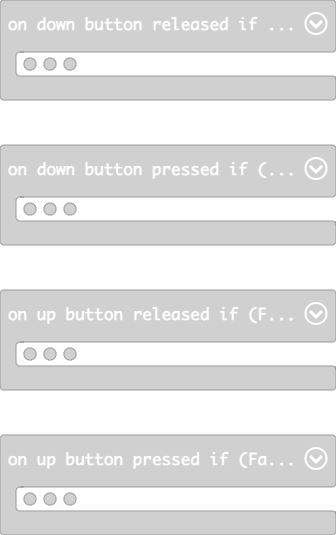 on down button released if ...
on down button pressed if (...
on up button released if (F...
on up button pressed if (Fa...